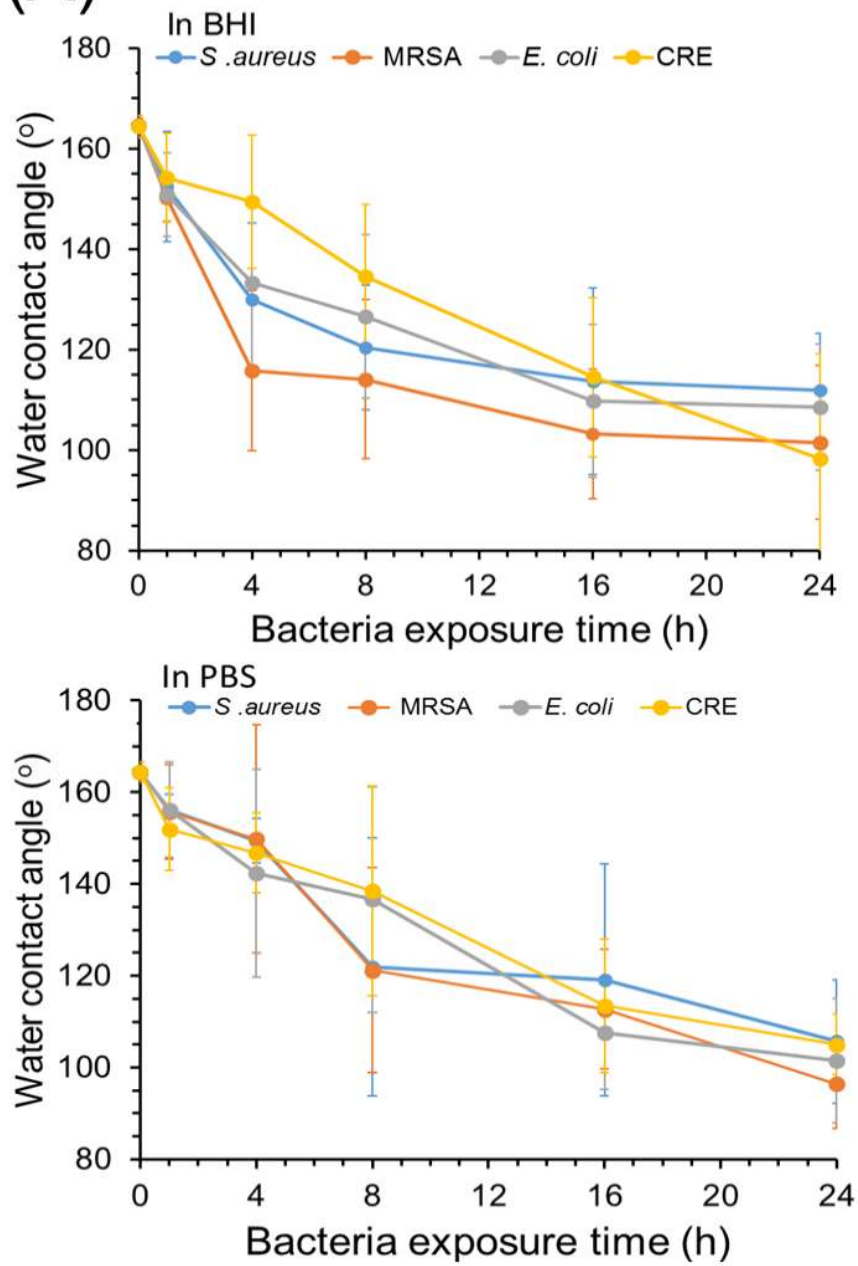 In BHI
S .aureus MRSA E. coli CRE
180
160
140
120
100
80
Water contact angle (º)
0 4 8 12 16 20 24
Bacteria exposure time (h)
In PBS
S .aureus MRSA E. coli CRE
180
160
140
120
100
80
Water contact angle (º)
0 4 8 12 16 20 24
Bacteria exposure time (h)